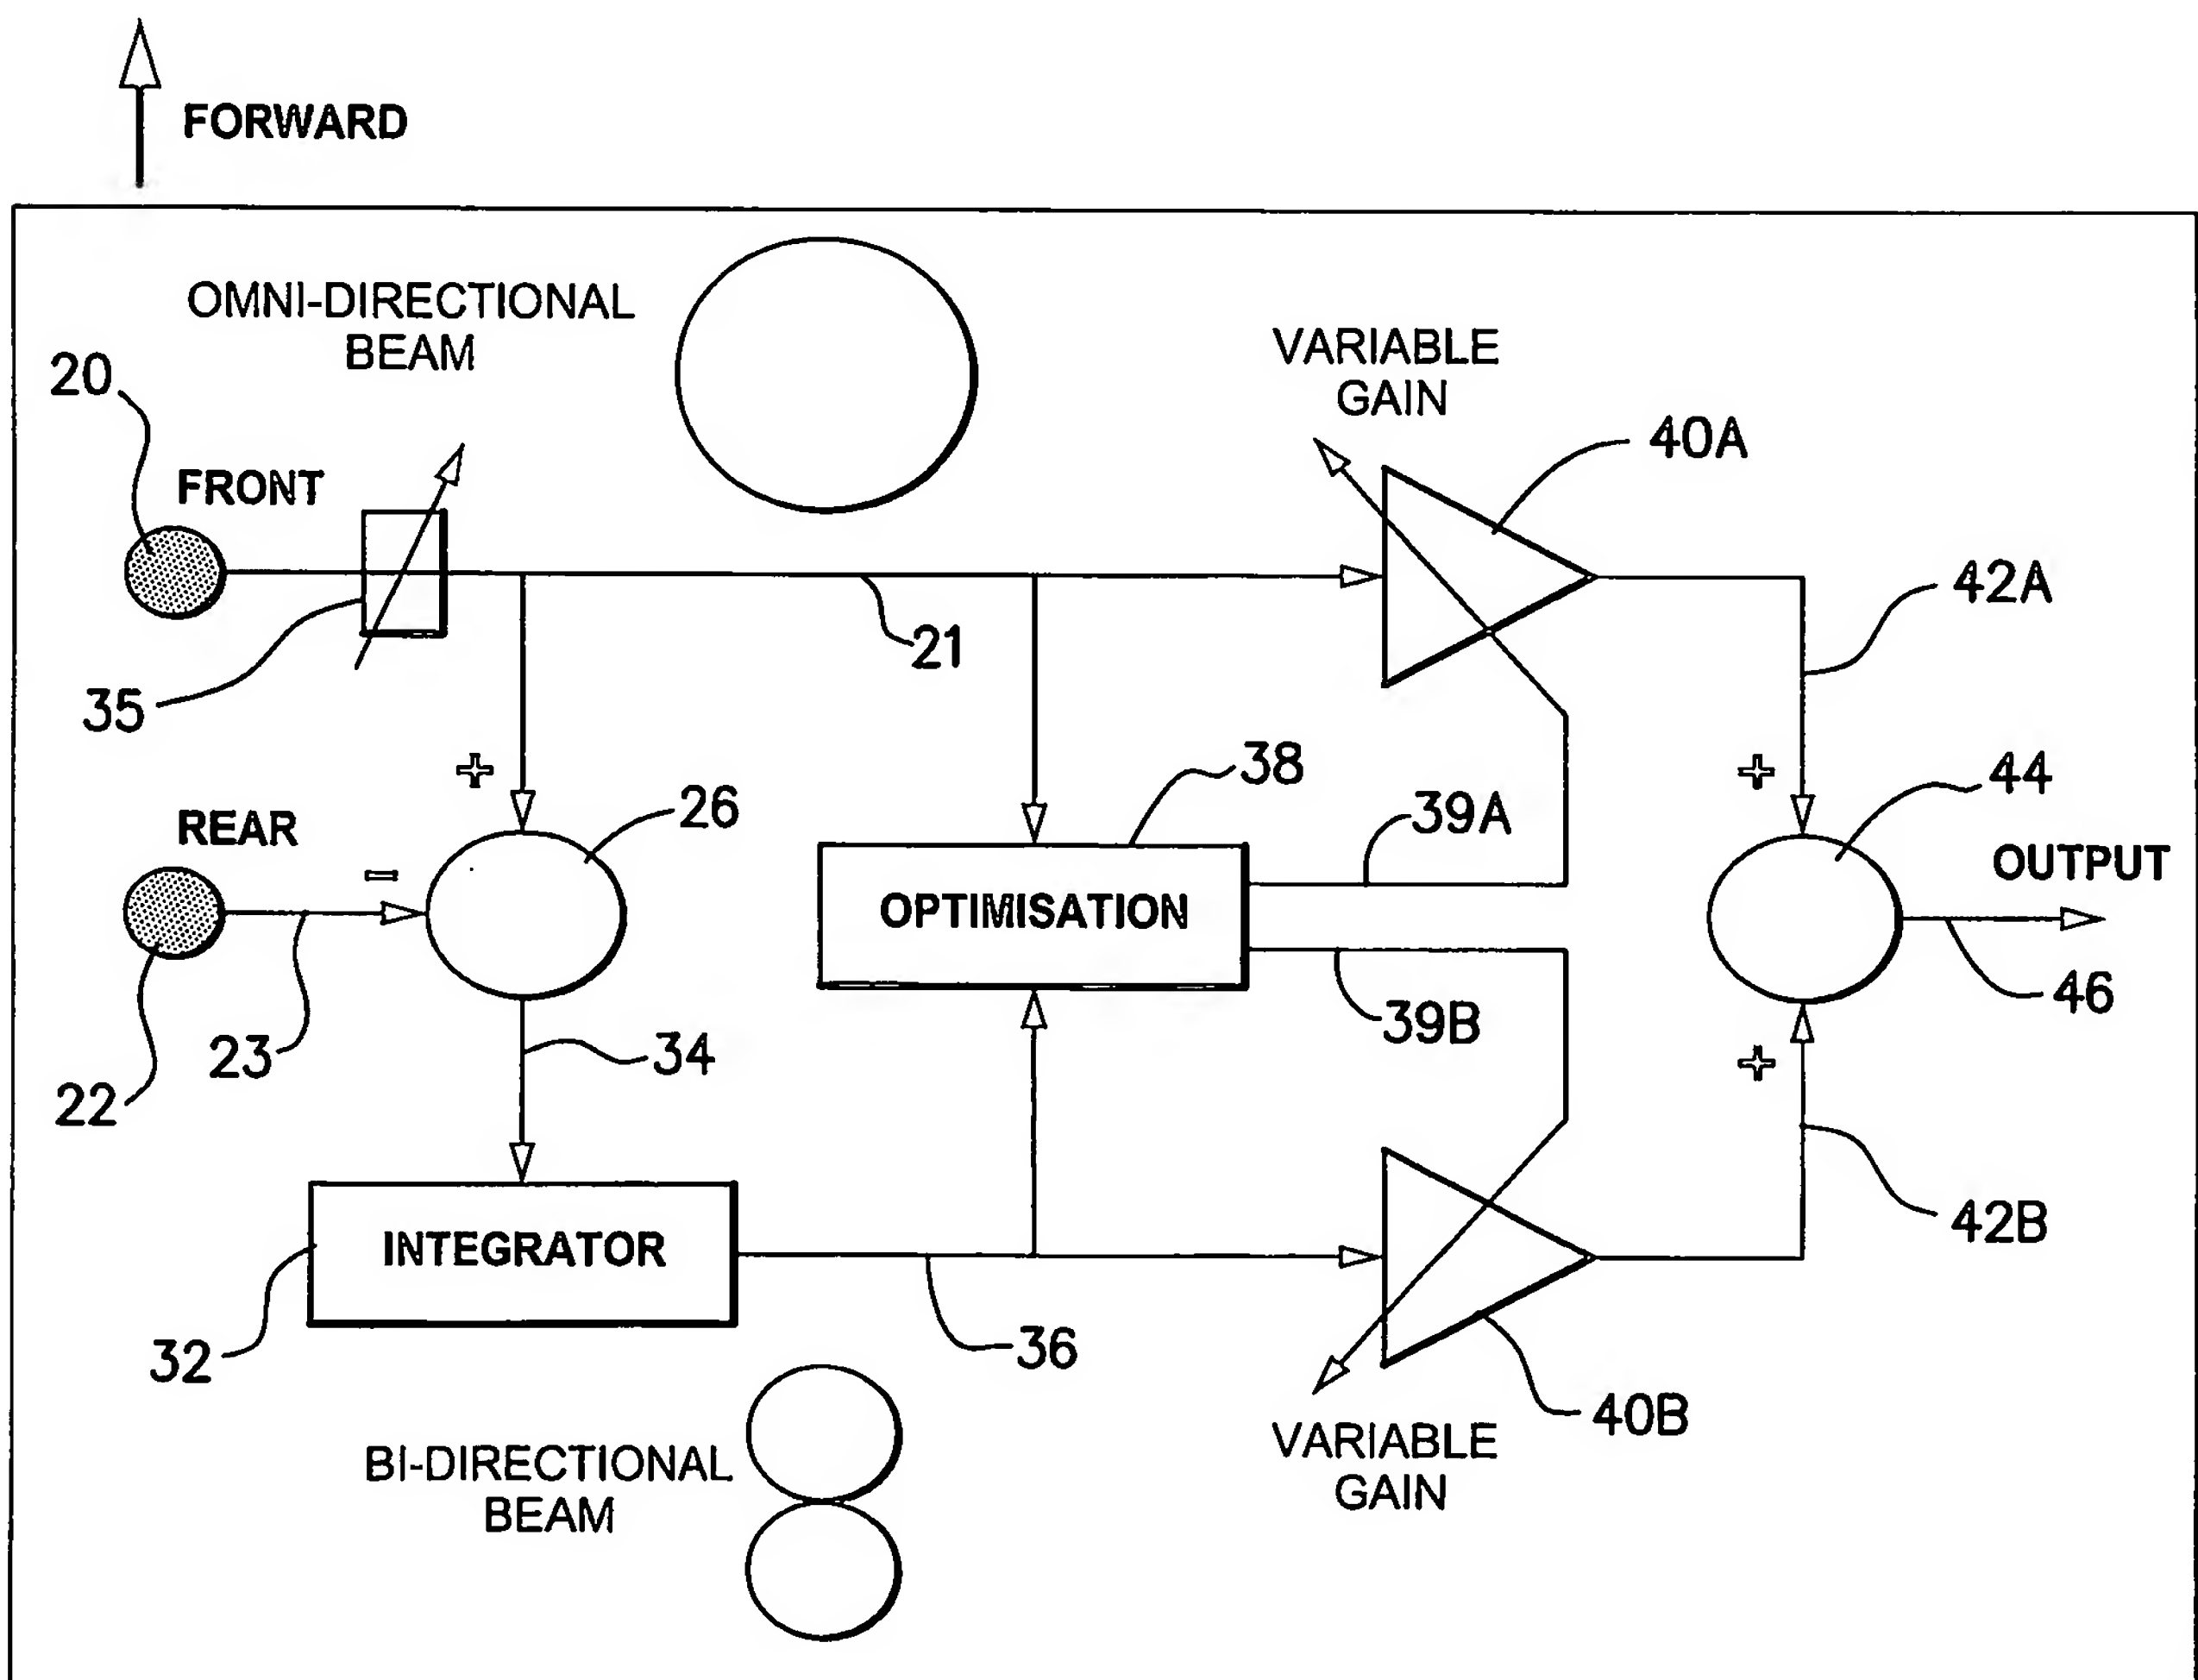 FORWARD
OMNI-DIRECTIONAL
BEAM
VARIABLE
GAIN
20
40A
FRONT
42A
21
35
+
+
38
44
26
39A
REAR
OUTPUT
-
OPTIMISATION
46
39B
34
23
+
22
42B
INTEGRATOR
36
32
40B
BI-DIRECTIONAL
BEAM
VARIABLE
GAIN